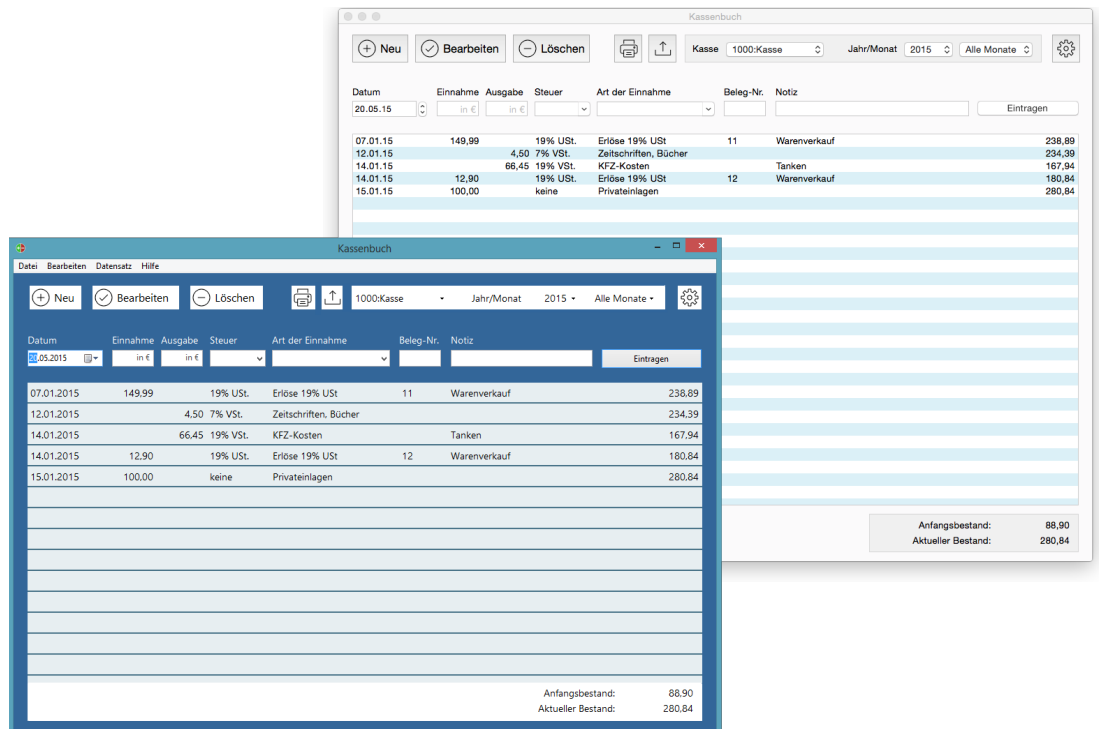 Kassenbuch
Neu Bearbeiten Löschen Kasse 1000:Kasse Jahr/Monat 2015 Alle Monate
Datum Einnahme Ausgabe Steuer Art der Einnahme Beleg-Nr. Notiz
20.05.15 in € in € Eintragen
07.01.15 149,99 19% USt. Erlöse 19% USt 11 Warenverkauf 238,89
12.01.15 4,50 7% VSt. Zeitschriften, Bücher 234,39
14.01.15 66,45 19% VSt. KFZ-Kosten Tanken 167,94
14.01.15 12,90 19% USt. Erlöse 19% USt 12 Warenverkauf 180,84
15.01.15 100,00 keine Privateinlagen 280,84
Anfangsbestand: 88,90
Aktueller Bestand: 280,84
Kassenbuch
Datei Bearbeiten Datensatz Hilfe
Neu Bearbeiten Löschen 1000:Kasse Jahr/Monat 2015 Alle Monate
Datum Einnahme Ausgabe Steuer Art der Einnahme Beleg-Nr. Notiz
20.05.2015 in € in € Eintragen
07.01.2015 149,99 19% USt. Erlöse 19% USt 11 Warenverkauf 238,89
12.01.2015 4,50 7% VSt. Zeitschriften, Bücher 234,39
14.01.2015 66,45 19% VSt. KFZ-Kosten Tanken 167,94
14.01.2015 12,90 19% USt. Erlöse 19% USt 12 Warenverkauf 180,84
15.01.2015 100,00 keine Privateinlagen 280,84
Anfangsbestand: 88,90
Aktueller Bestand: 280,84